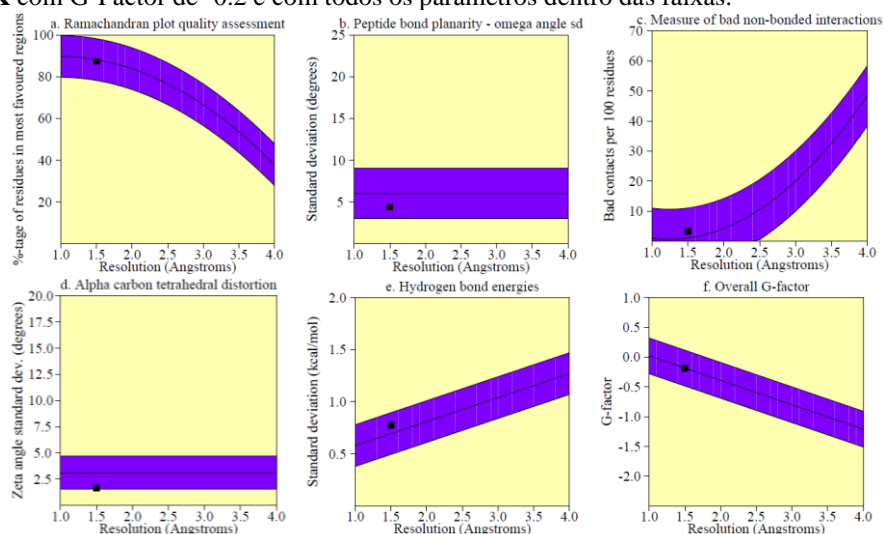 K com G-Factor de -0.2 e com todos os parâmetros dentro das faixas.
a. Ramachandran plot quality assessment
%-tage of residues in most favoured regions
100
80
60
40
20
1.0 1.5 2.0 2.5 3.0 3.5 4.0
Resolution (Angstroms)
b. Peptide bond planarity - omega angle sd
Standard deviation (degrees)
25
20
15
10
5
1.0 1.5 2.0 2.5 3.0 3.5 4.0
Resolution (Angstroms)
c. Measure of bad non-bonded interactions
Bad contacts per 100 residues
70
60
50
40
30
20
10
1.0 1.5 2.0 2.5 3.0 3.5 4.0
Resolution (Angstroms)
d. Alpha carbon tetrahedral distortion
Zeta angle standard dev. (degrees)
20.0
17.5
15.0
12.5
10.0
7.5
5.0
2.5
1.0 1.5 2.0 2.5 3.0 3.5 4.0
Resolution (Angstroms)
e. Hydrogen bond energies
Standard deviation (kcal/mol)
2.0
1.5
1.0
0.5
1.0 1.5 2.0 2.5 3.0 3.5 4.0
Resolution (Angstroms)
f. Overall G-factor
G-factor
1.0
0.5
0.0
-0.5
-1.0
-1.5
-2.0
1.0 1.5 2.0 2.5 3.0 3.5 4.0
Resolution (Angstroms)